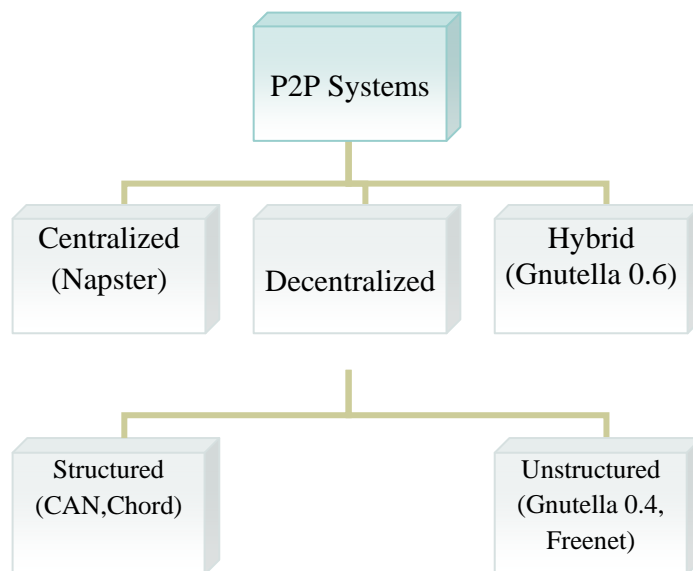 P2P Systems
Centralized
(Napster)
Decentralized
Hybrid
(Gnutella 0.6)
Structured
(CAN,Chord)
Unstructured
(Gnutella 0.4,
Freenet)